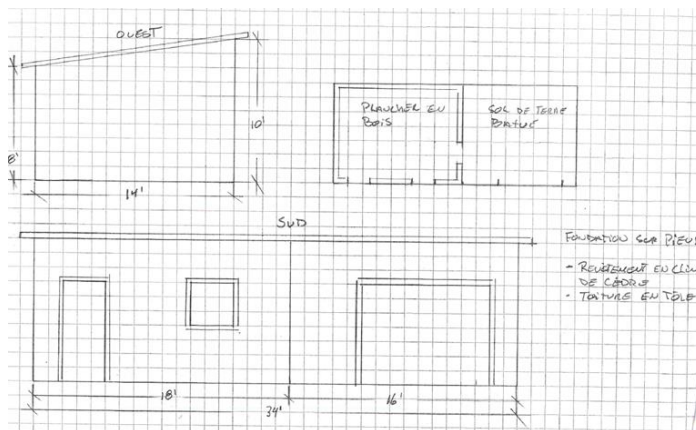 OUEST
8'
10'
14'
PLANCHER EN
BOIS
SOL DE TERRE
BATTUE
SUD
FONDATION SUR PIEU
- REVÊTEMENT EN CLIN
DE CÈDRE
- TOITURE EN TÔLE
18'
16'
34'